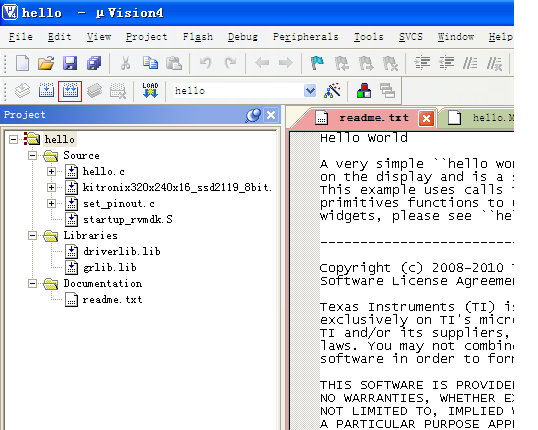 hello - µVision4
File Edit View Project Flash Debug Peripherals Tools SVCS Window Help
LOAD
hello
Project
readme.txt
hello.M
hello
Source
hello.c
kitronix320x240x16_ssd2119_8bit.
set_pinout.c
startup_rvmdk.S
Libraries
driverlib.lib
grlib.lib
Documentation
readme.txt
Hello World
A very simple ``hello wor
on the display and is a s
This example uses calls t
primitives functions to u
widgets, please see ``hel
-------------------------
Copyright (c) 2008-2010 T
Software License Agreemen
Texas Instruments (TI) is
exclusively on TI's micro
TI and/or its suppliers,
laws. You may not combine
software in order to form
THIS SOFTWARE IS PROVIDED
NO WARRANTIES, WHETHER EX
NOT LIMITED TO, IMPLIED W
A PARTICULAR PURPOSE APPL